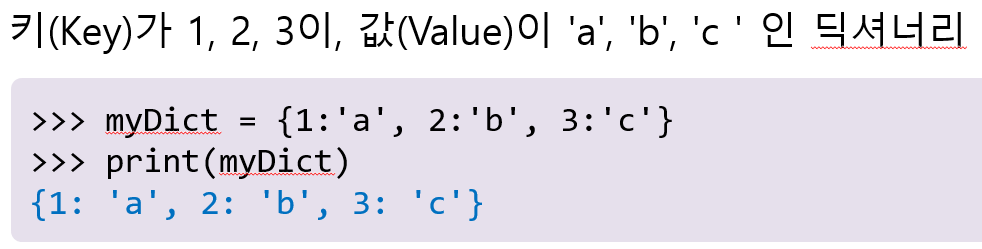 키(Key)가 1, 2, 3이, 값(Value)이 'a', 'b', 'c ' 인 딕셔너리
>>> myDict = {1:'a', 2:'b', 3:'c'}
>>> print(myDict)
{1: 'a', 2: 'b', 3: 'c'}